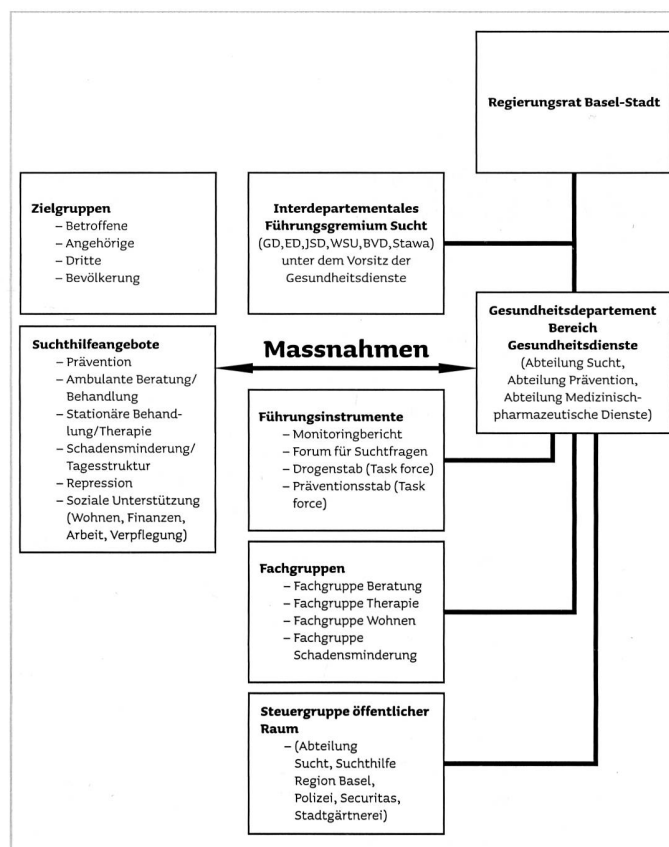 Regierungsrat Basel-Stadt
Zielgruppen
– Betroffene
– Angehörige
– Dritte
– Bevölkerung
Interdepartementales
Führungsgremium Sucht
(GD,ED,JSD,WSU,BVD,Stawa)
unter dem Vorsitz der
Gesundheitsdienste
Gesundheitsdepartement
Bereich
Gesundheitsdienste
(Abteilung Sucht,
Abteilung Prävention,
Abteilung Medizinisch-
pharmazeutische Dienste)
Suchthilfeangebote
– Prävention
– Ambulante Beratung/
Behandlung
– Stationäre Behand-
lung/Therapie
– Schadensminderung/
Tagesstruktur
– Repression
– Soziale Unterstützung
(Wohnen, Finanzen,
Arbeit, Verpflegung)
Massnahmen
Führungsinstrumente
– Monitoringbericht
– Forum für Suchtfragen
– Drogenstab (Task force)
– Präventionsstab (Task
force)
Fachgruppen
– Fachgruppe Beratung
– Fachgruppe Therapie
– Fachgruppe Wohnen
– Fachgruppe
Schadensminderung
Steuergruppe öffentlicher
Raum
– (Abteilung
Sucht, Suchthilfe
Region Basel,
Polizei, Securitas,
Stadtgärtnerei)